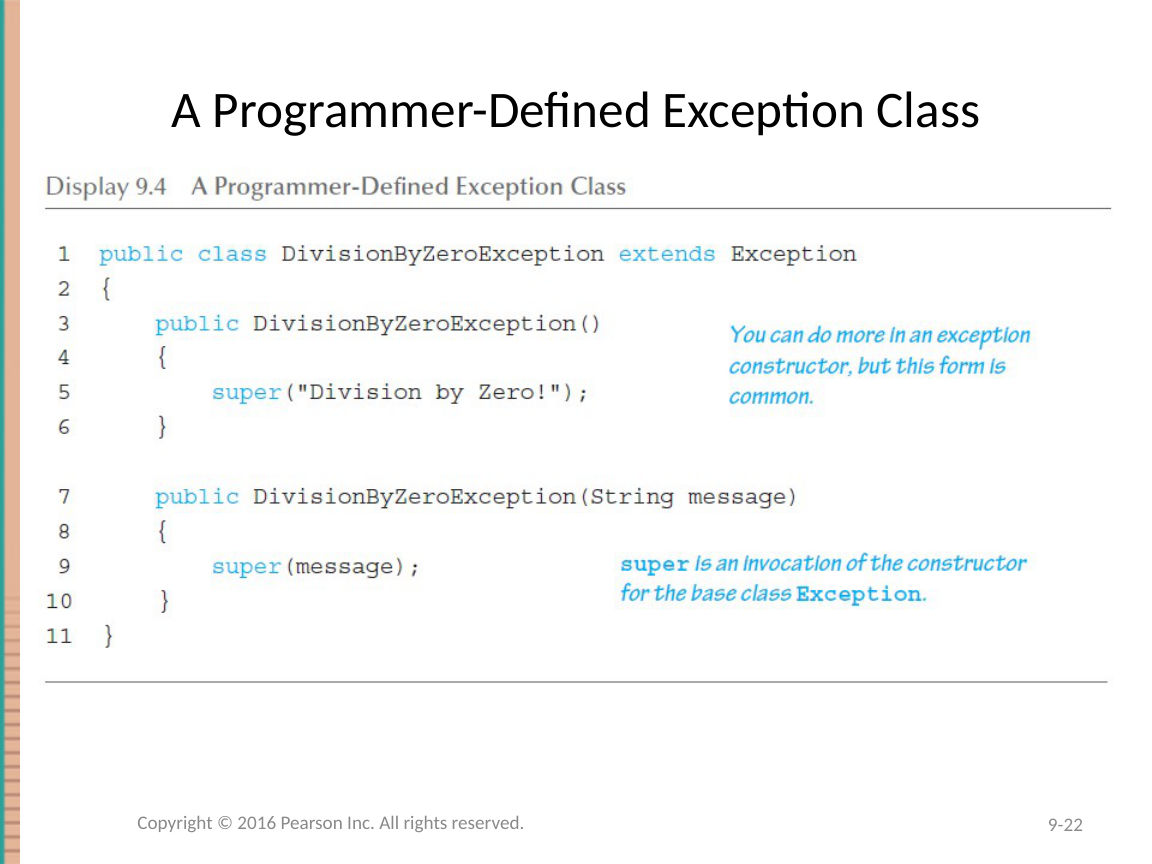 A Programmer-Defined Exception Class
Display 9.4 A Programmer-Defined Exception Class
1 public class DivisionByZeroException extends Exception
2 {
3 public DivisionByZeroException()
4 {
5 super("Division by Zero!");
6 }
You can do more in an exception
constructor, but this form is
common.
7 public DivisionByZeroException(String message)
8 {
9 super(message);
10 }
11 }
super is an invocation of the constructor
for the base class Exception.
Copyright © 2016 Pearson Inc. All rights reserved.
9-22